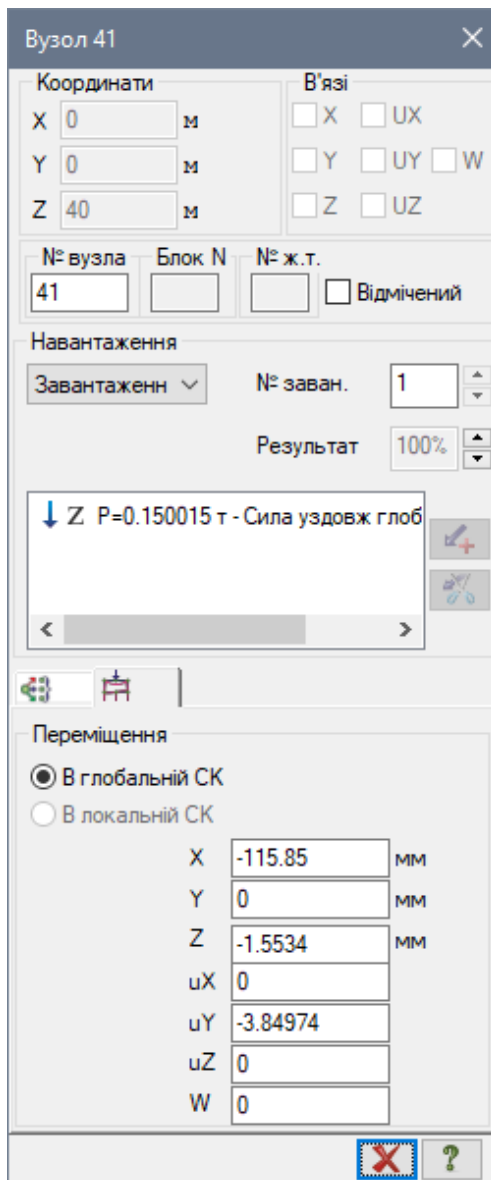 Вузол 41
Координати
В'язі
X 0 м
X UX
Y 0 м
Y UY W
Z 40 м
Z UZ
№ вузла Блок N № ж.т.
41
Відмічений
Навантаження
Завантаженн
№ заван. 1
Результат 100%
Z P=0.150015 т - Сила уздовж глоб
Переміщення
В глобальній СК
В локальній СК
X -115.85 мм
Y 0 мм
Z -1.5534 мм
uX 0
uY -3.84974
uZ 0
W 0
?